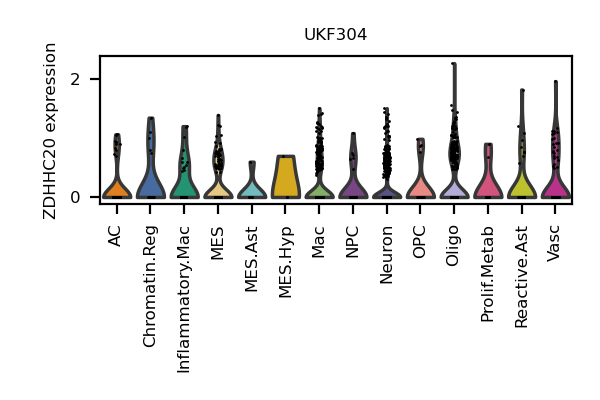 UKF304
ZDHHC20 expression
2
0
AC
Chromatin.Reg
Inflammatory.Mac
MES
MES.Ast
MES.Hyp
Mac
NPC
Neuron
OPC
Oligo
Prolif.Metab
Reactive.Ast
Vasc